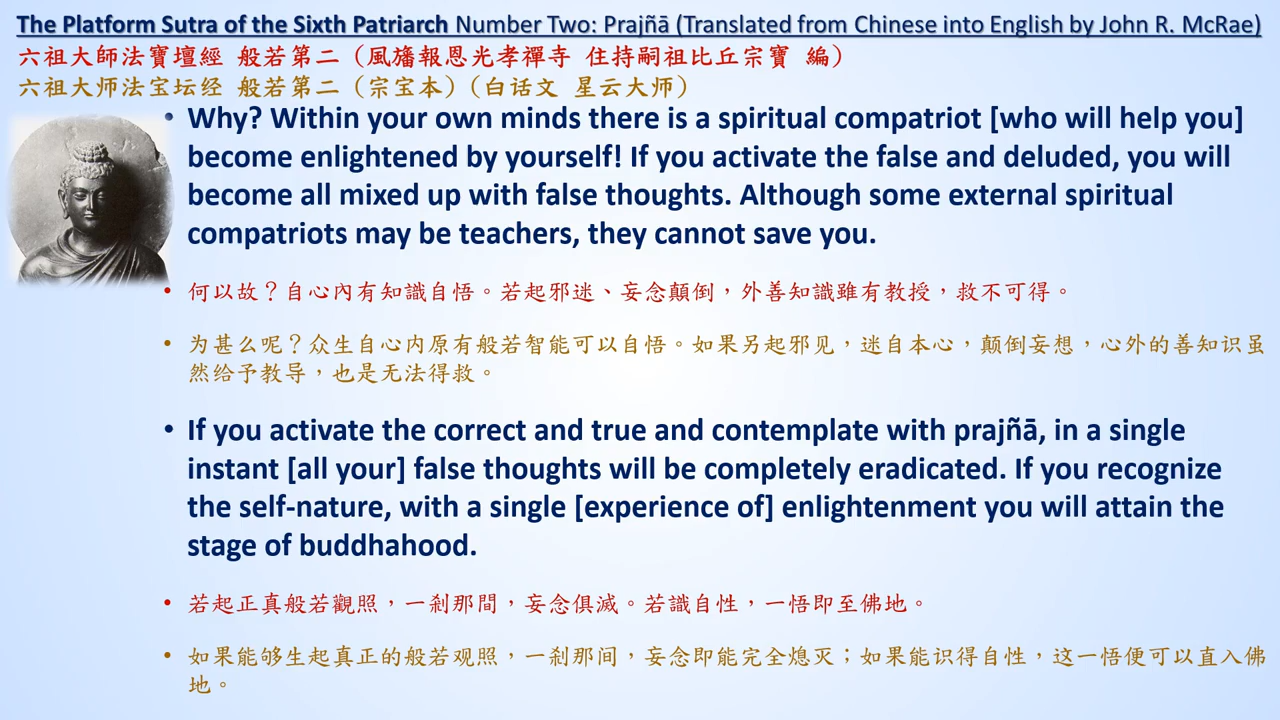 The Platform Sutra of the Sixth Patriarch Number Two: Prajñā (Translated from Chinese into English by John R. McRae)
六祖大師法寶壇經 般若第二（風旛報恩光孝禪寺 住持嗣祖比丘宗寶 編）
六祖大师法宝坛经 般若第二（宗宝本）（白话文 星云大师）
• Why? Within your own minds there is a spiritual compatriot [who will help you]
become enlightened by yourself! If you activate the false and deluded, you will
become all mixed up with false thoughts. Although some external spiritual
compatriots may be teachers, they cannot save you.
• 何以故？自心內有知識自悟。若起邪迷、妄念顛倒，外善知識雖有教授，救不可得。
• 为甚么呢？众生自心内原有般若智能可以自悟。如果另起邪见，迷自本心，颠倒妄想，心外的善知识虽
然给予教导，也是无法得救。
• If you activate the correct and true and contemplate with prajñā, in a single
instant [all your] false thoughts will be completely eradicated. If you recognize
the self-nature, with a single [experience of] enlightenment you will attain the
stage of buddhahood.
• 若起正真般若觀照，一剎那間，妄念俱滅。若識自性，一悟即至佛地。
• 如果能够生起真正的般若观照，一刹那间，妄念即能完全熄灭；如果能识得自性，这一悟便可以直入佛
地。